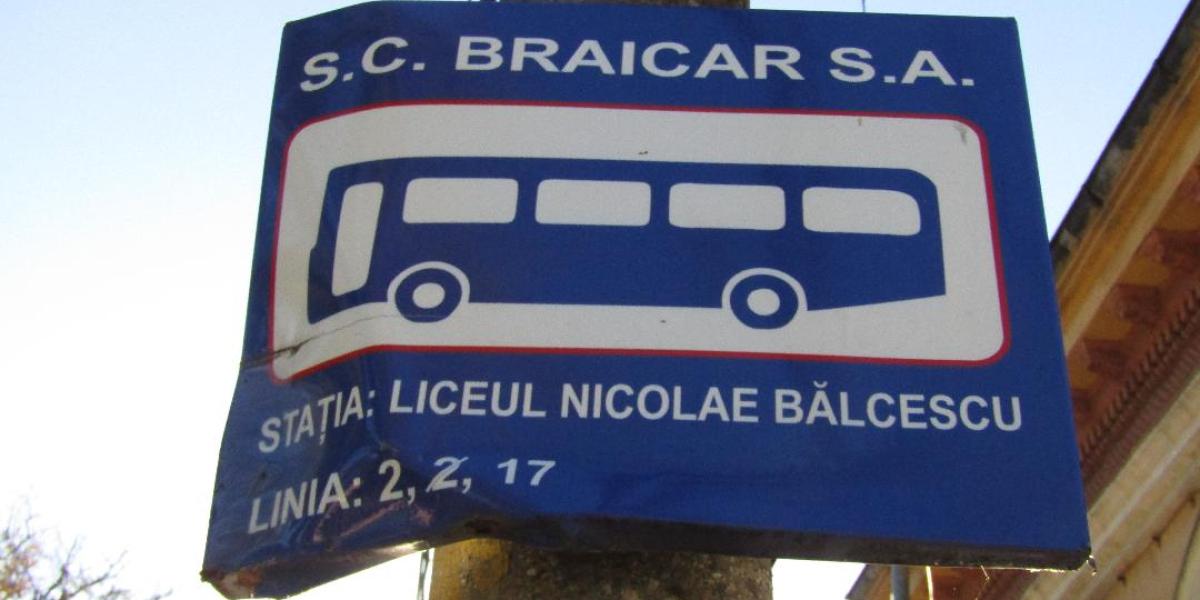 S.C. BRAICAR S.A.
STAȚIA: LICEUL NICOLAE BĂLCESCU
LINIA: 2, 2, 17